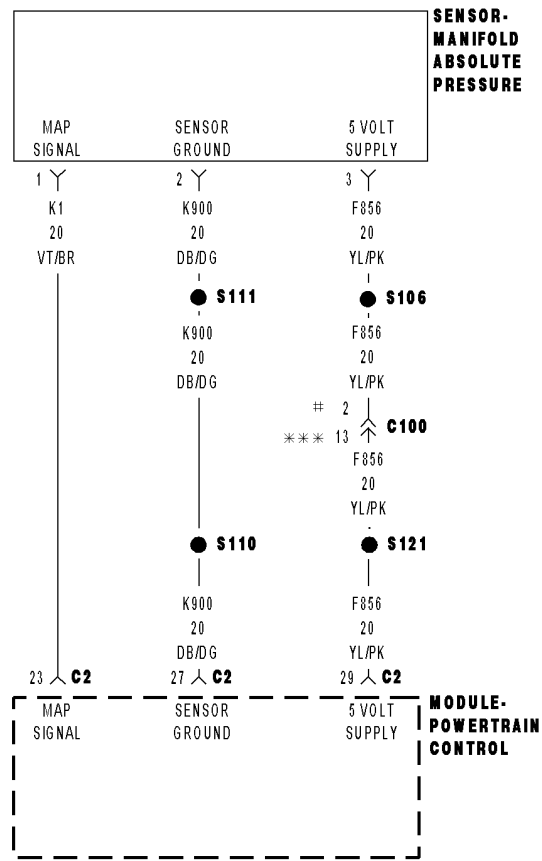 SENSOR-
MANIFOLD
ABSOLUTE
PRESSURE
MAP SENSOR 5 VOLT
SIGNAL GROUND SUPPLY
1 2 3
K1 K900 F856
20 20 20
VT/BR DB/DG YL/PK
S111 S106
K900 F856
20 20
DB/DG YL/PK
# 2
C100
*** 13
F856
20
YL/PK
S110 S121
K900 F856
20 20
DB/DG YL/PK
23 C2 27 C2 29 C2
MAP SENSOR 5 VOLT
SIGNAL GROUND SUPPLY
MODULE-
POWERTRAIN
CONTROL